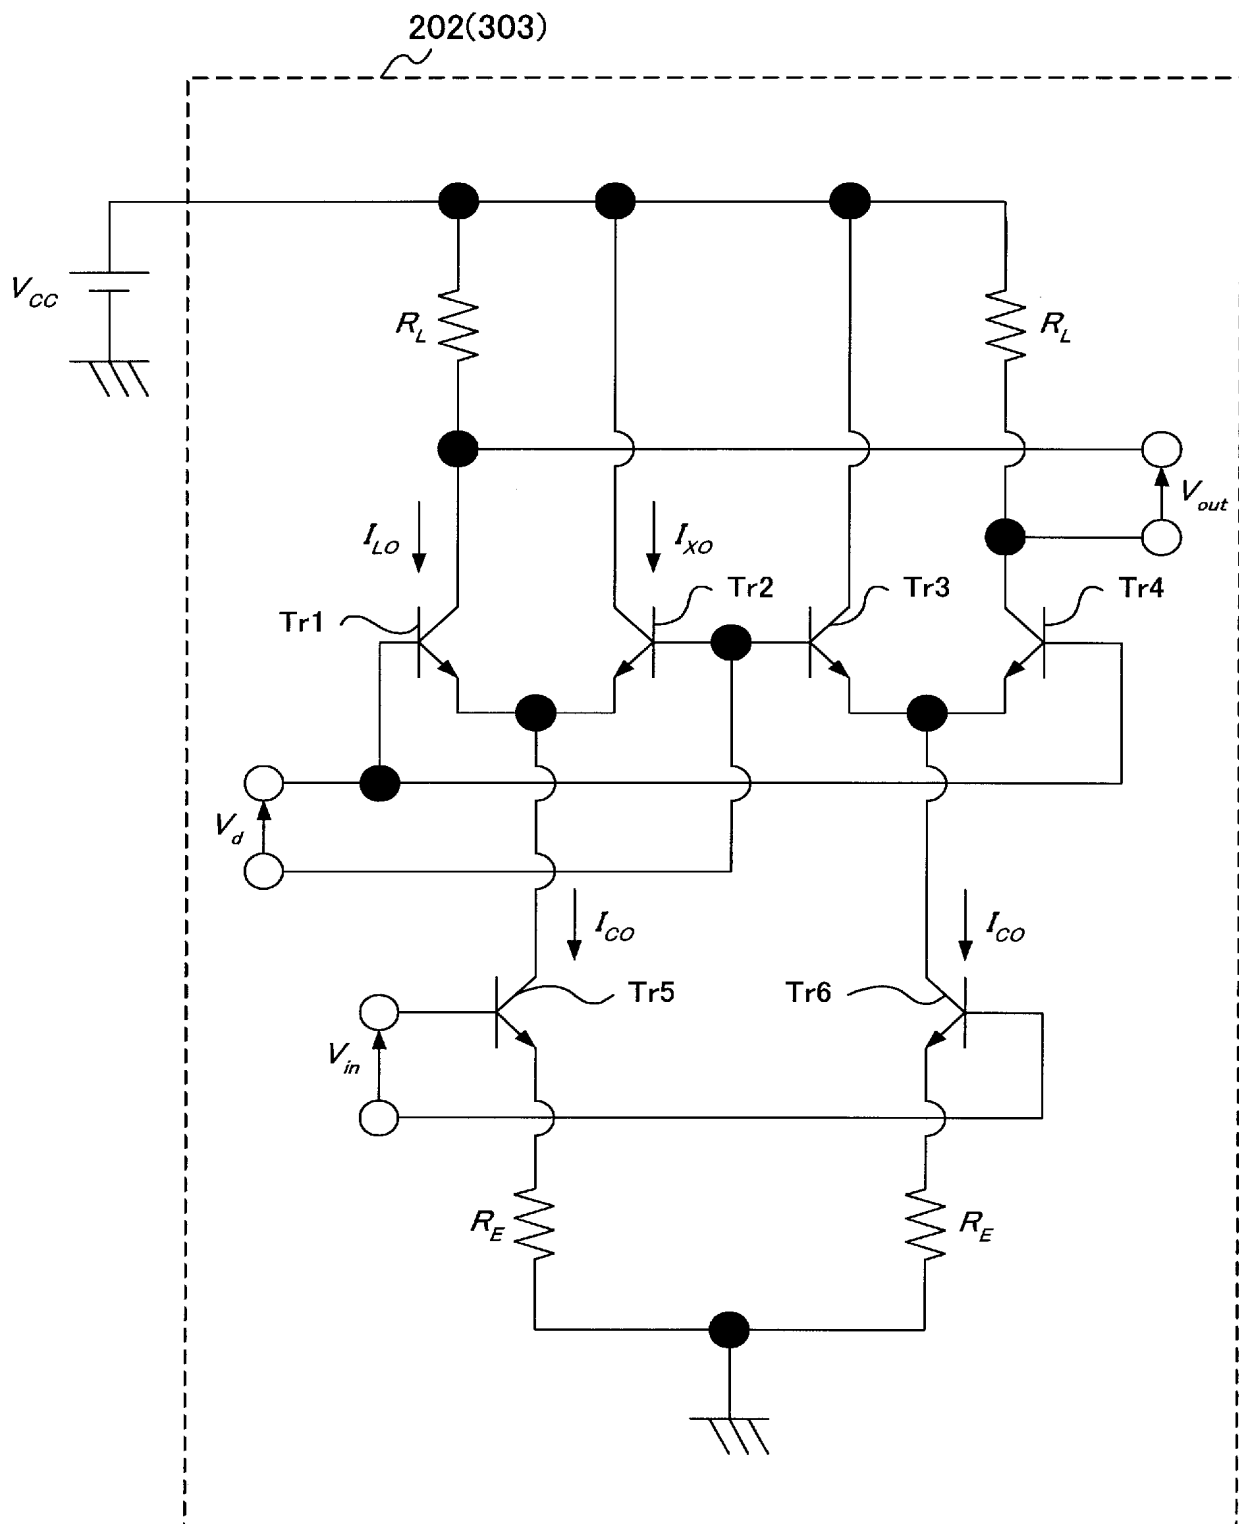 202(303)
V_CC
R_L
R_L
V_out
I_LO
I_XO
Tr1
Tr2
Tr3
Tr4
V_d
I_CO
I_CO
Tr5
Tr6
V_in
R_E
R_E